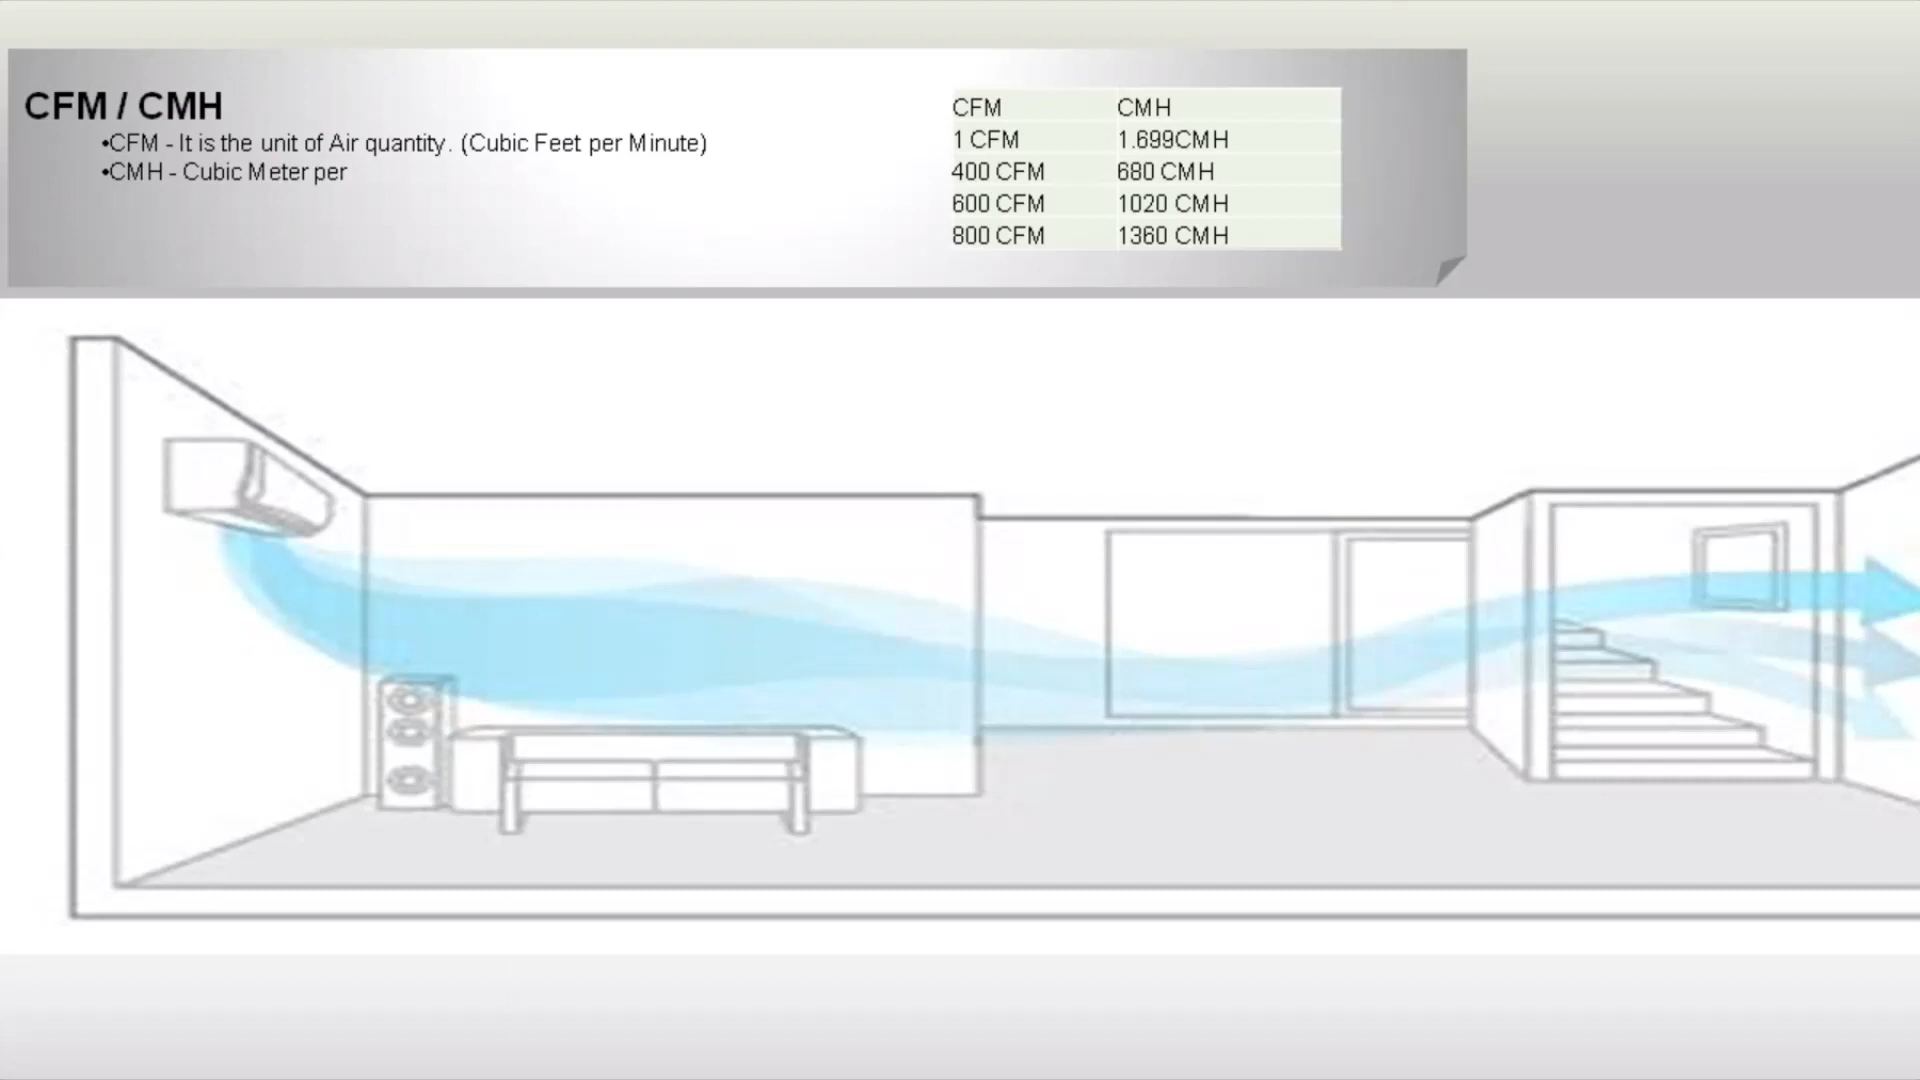 CFM / CMH
•CFM - It is the unit of Air quantity. (Cubic Feet per Minute)
•CMH - Cubic Meter per
CFM CMH
1 CFM 1.699CMH
400 CFM 680 CMH
600 CFM 1020 CMH
800 CFM 1360 CMH